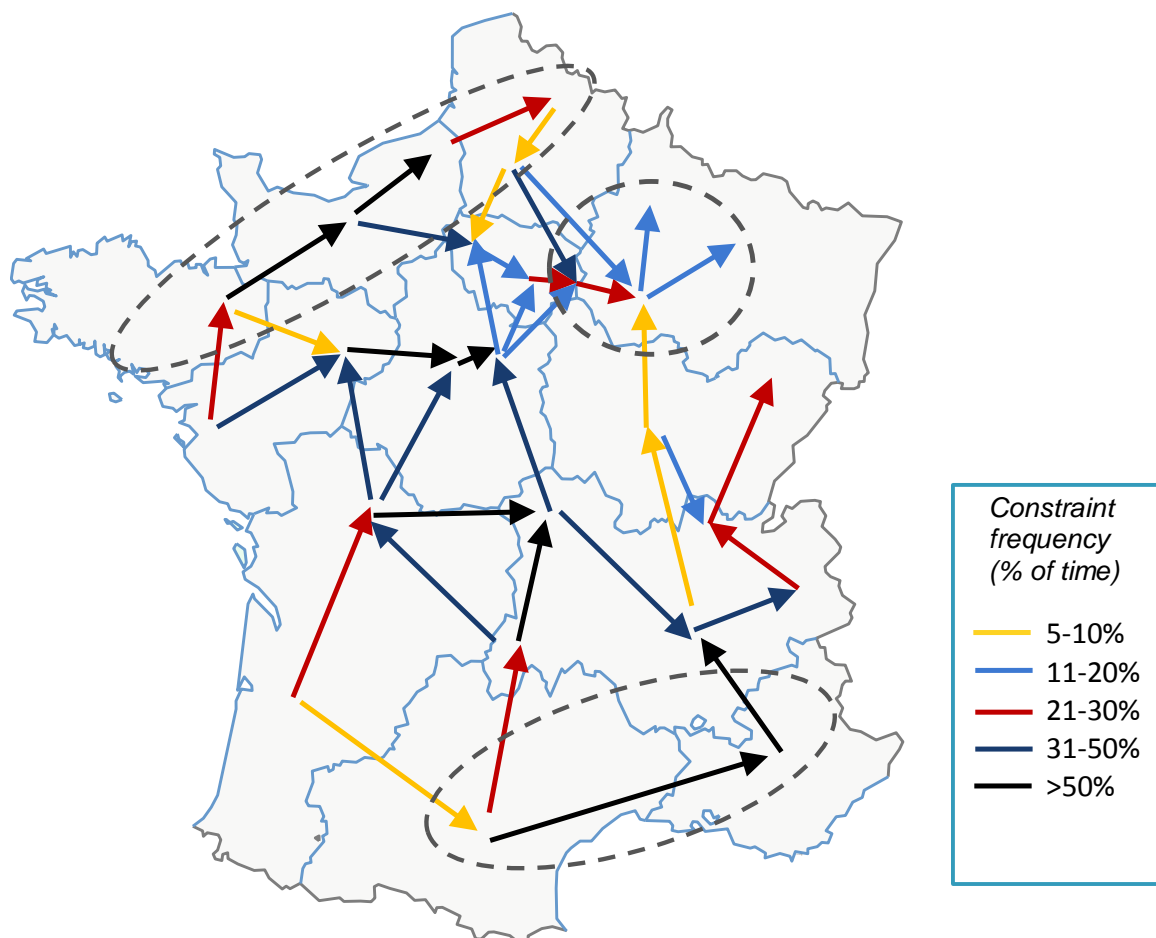 Constraint
frequency
(% of time)
5-10%
11-20%
21-30%
31-50%
>50%